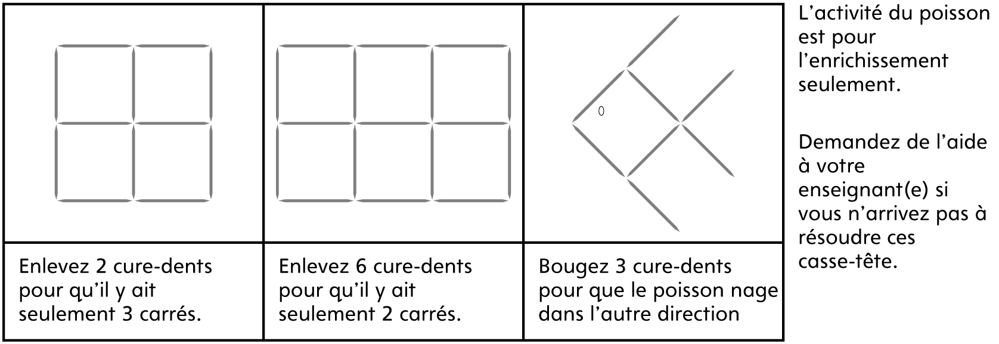 Enlevez 2 cure-dents
pour qu'il y ait
seulement 3 carrés.
Enlevez 6 cure-dents
pour qu'il y ait
seulement 2 carrés.
0
Bougez 3 cure-dents
pour que le poisson nage
dans l'autre direction
L'activité du poisson
est pour
l'enrichissement
seulement.
Demandez de l'aide
à votre
enseignant(e) si
vous n'arrivez pas à
résoudre ces
casse-tête.